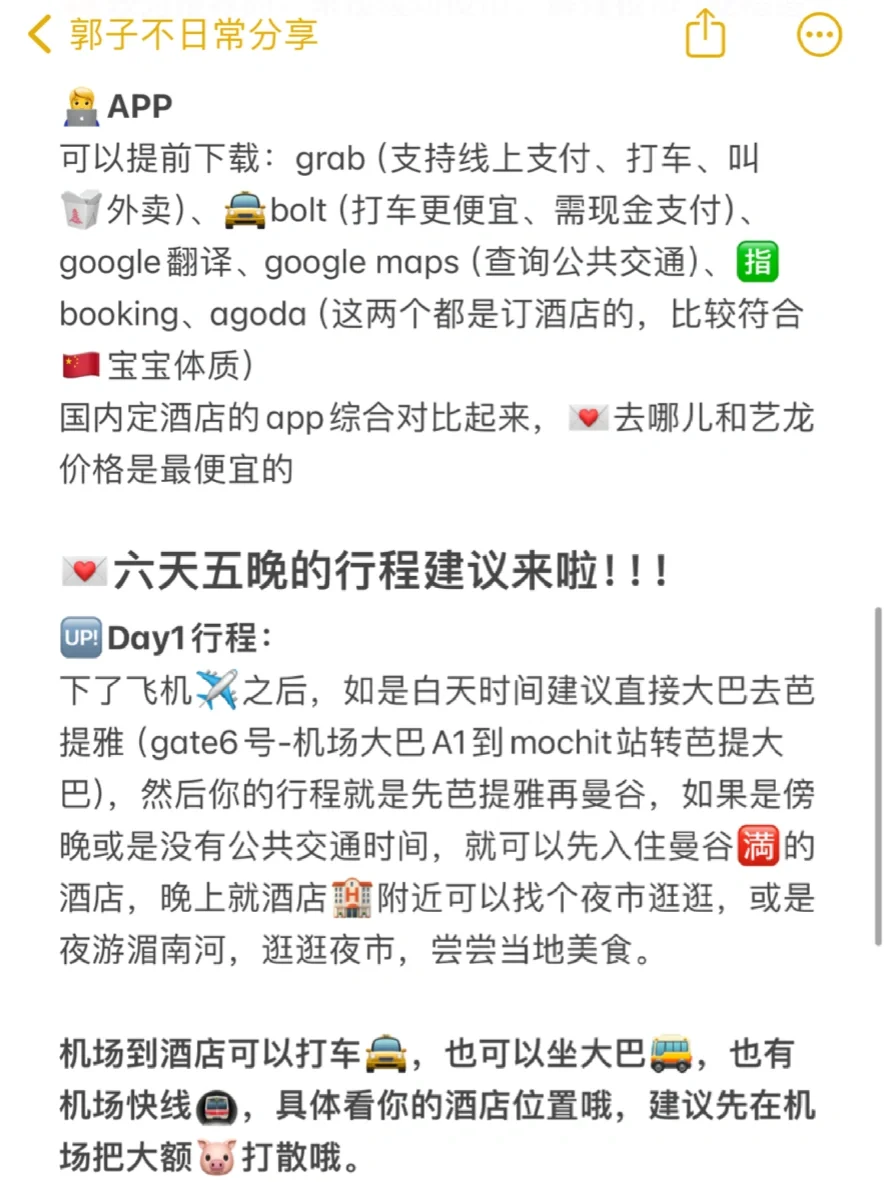 郭子不日常分享
🧑‍💻APP
可以提前下载：grab（支持线上支付、打车、叫
🥡外卖）、🚖bolt（打车更便宜、需现金支付）、
google翻译、google maps（查询公共交通）、🈯
booking、agoda（这两个都是订酒店的，比较符合
🇨🇳宝宝体质）
国内定酒店的app综合对比起来，💌去哪儿和艺龙
价格是最便宜的
💌六天五晚的行程建议来啦！！！
🆙Day1行程：
下了飞机✈️之后，如是白天时间建议直接大巴去芭
提雅（gate6号-机场大巴A1到mochit站转芭提大
巴），然后你的行程就是先芭提雅再曼谷，如果是傍
晚或是没有公共交通时间，就可以先入住曼谷🈵的
酒店，晚上就酒店🏨附近可以找个夜市逛逛，或是
夜游湄南河，逛逛夜市，尝尝当地美食。
机场到酒店可以打车🚖，也可以坐大巴🚌，也有
机场快线🚇，具体看你的酒店位置哦，建议先在机
场把大额🐷打散哦。